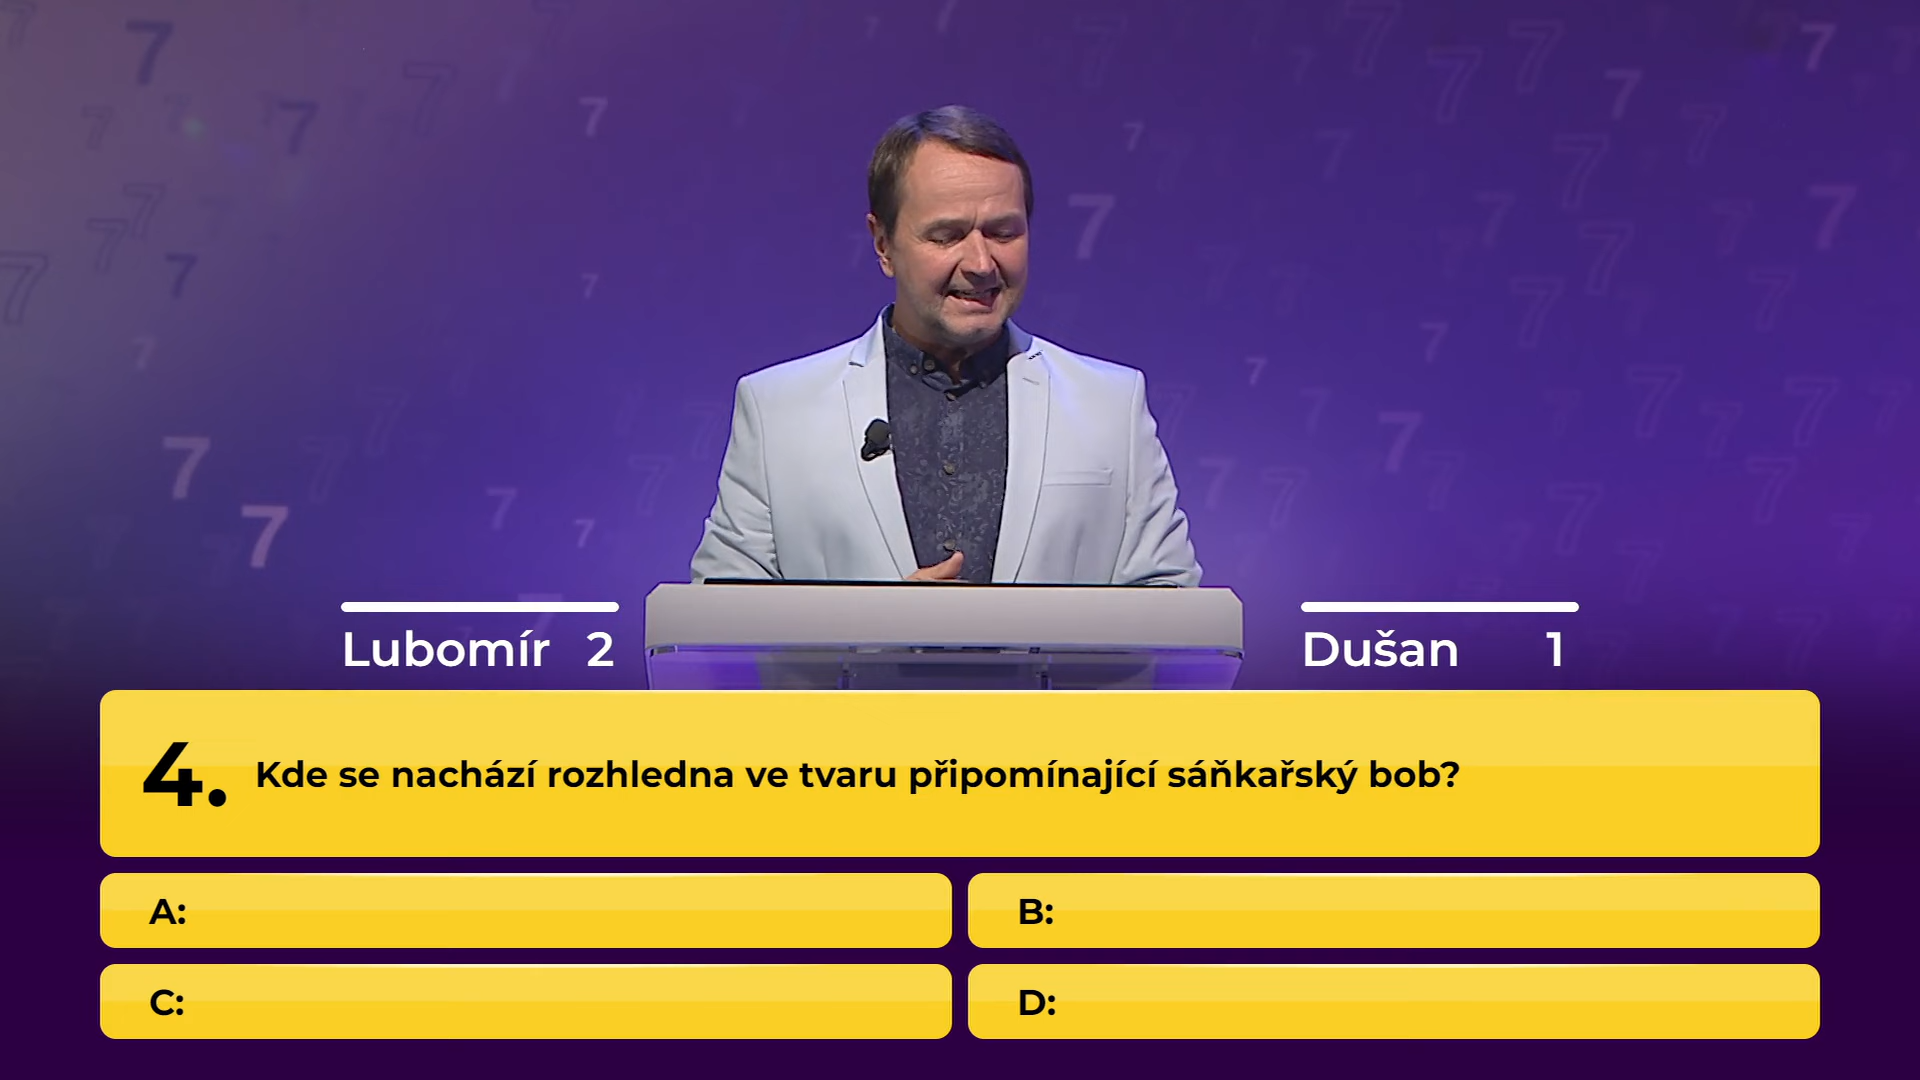 Lubomír 2
Dušan 1
4. Kde se nachází rozhledna ve tvaru připomínající sáňkařský bob?
A:
B:
C:
D: